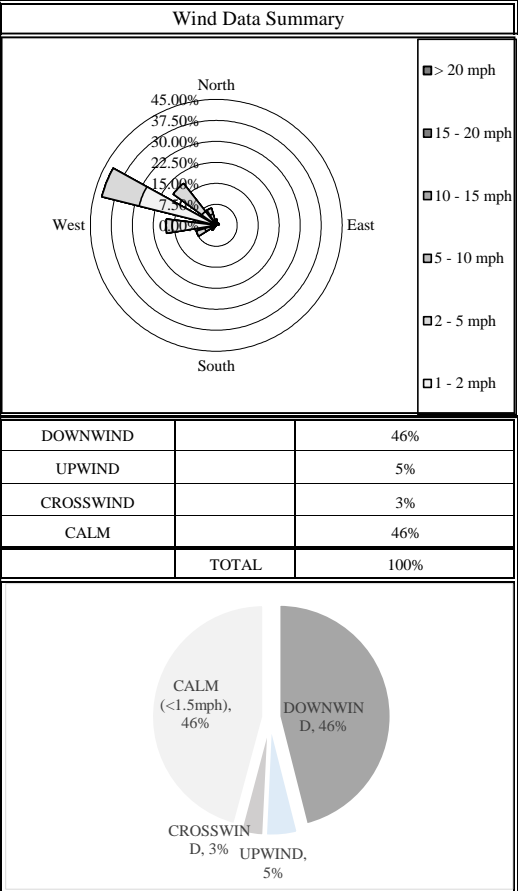 Wind Data Summary
North
45.00%
37.50%
30.00%
22.50%
15.00%
7.50%
0.00%
West
East
South
> 20 mph
15 - 20 mph
10 - 15 mph
5 - 10 mph
2 - 5 mph
1 - 2 mph
DOWNWIND 46%
UPWIND 5%
CROSSWIND 3%
CALM 46%
TOTAL 100%
CALM
(<1.5mph),
46%
DOWNWIN
D, 46%
CROSSWIN
D, 3%
UPWIND,
5%